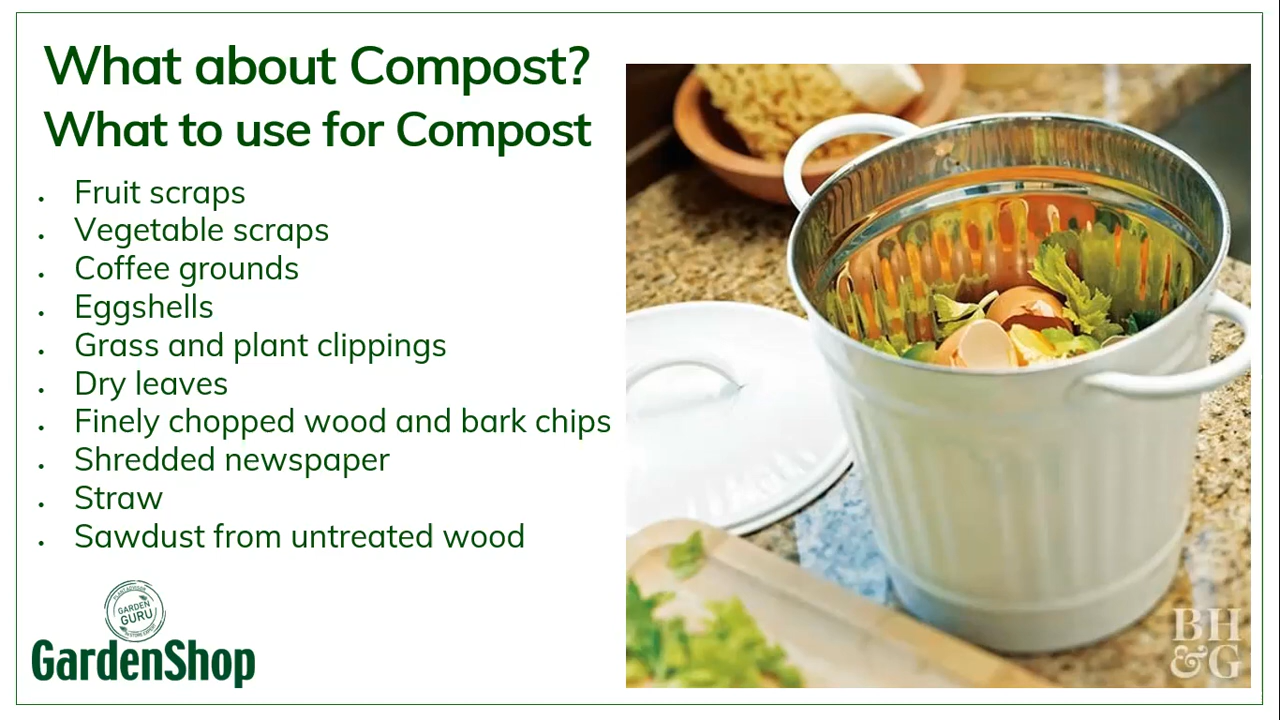 What about Compost?
What to use for Compost
• Fruit scraps
• Vegetable scraps
• Coffee grounds
• Eggshells
• Grass and plant clippings
• Dry leaves
• Finely chopped wood and bark chips
• Shredded newspaper
• Straw
• Sawdust from untreated wood
GARDEN
GURU
GardenShop
BH
&G